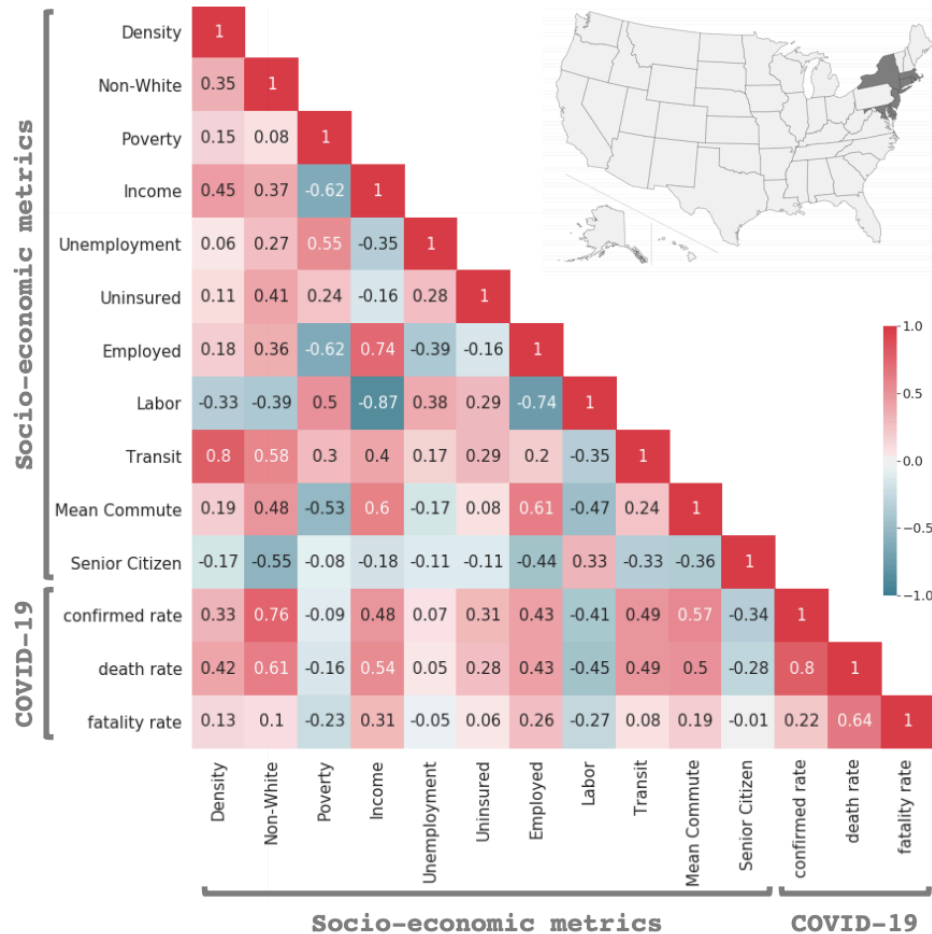 Density 1
Non-White 0.35 1
Poverty 0.15 0.08 1
Income 0.45 0.37 -0.62 1
Unemployment 0.06 0.27 0.55 -0.35 1
Uninsured 0.11 0.41 0.24 -0.16 0.28 1
Employed 0.18 0.36 -0.62 0.74 -0.39 -0.16 1
Labor -0.33 -0.39 0.5 -0.87 0.38 0.29 -0.74 1
Transit 0.8 0.58 0.3 0.4 0.17 0.29 0.2 -0.35 1
Mean Commute 0.19 0.48 -0.53 0.6 -0.17 0.08 0.61 -0.47 0.24 1
Senior Citizen -0.17 -0.55 -0.08 -0.18 -0.11 -0.11 -0.44 0.33 -0.33 -0.36 1
confirmed rate 0.33 0.76 -0.09 0.48 0.07 0.31 0.43 -0.41 0.49 0.57 -0.34 1
death rate 0.42 0.61 -0.16 0.54 0.05 0.28 0.43 -0.45 0.49 0.5 -0.28 0.8 1
fatality rate 0.13 0.1 -0.23 0.31 -0.05 0.06 0.26 -0.27 0.08 0.19 -0.01 0.22 0.64 1
Socio-economic metrics
COVID-19
1.0
0.5
0.0
-0.5
-1.0
Density
Non-White
Poverty
Income
Unemployment
Uninsured
Employed
Labor
Transit
Mean Commute
Senior Citizen
confirmed rate
death rate
fatality rate
Socio-economic metrics COVID-19